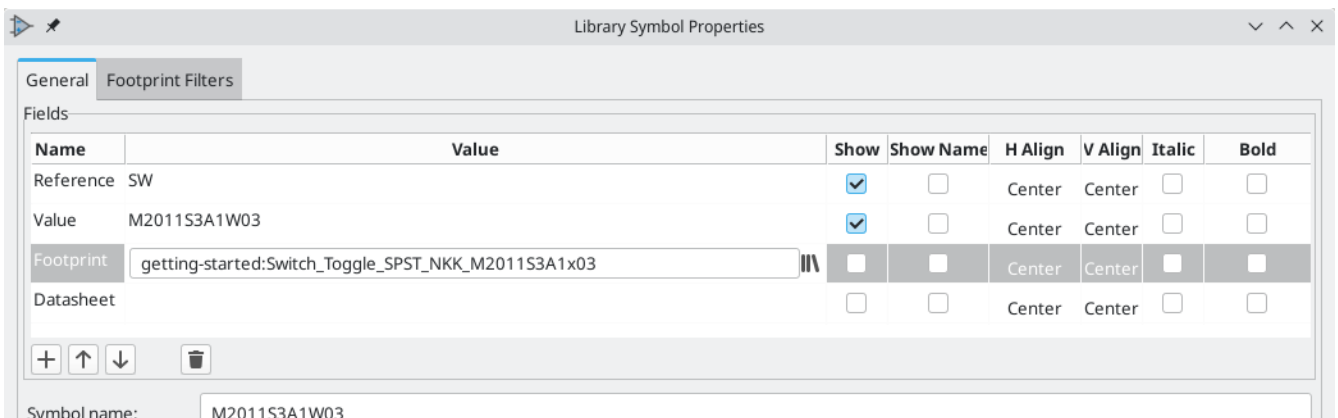 Library Symbol Properties
General Footprint Filters
Fields
Name Value Show Show Name H Align V Align Italic Bold
Reference SW Center Center
Value M2011S3A1W03 Center Center
Footprint getting-started:Switch_Toggle_SPST_NKK_M2011S3A1x03 Center Center
Datasheet Center Center
Symbol name: M2011S3A1W03